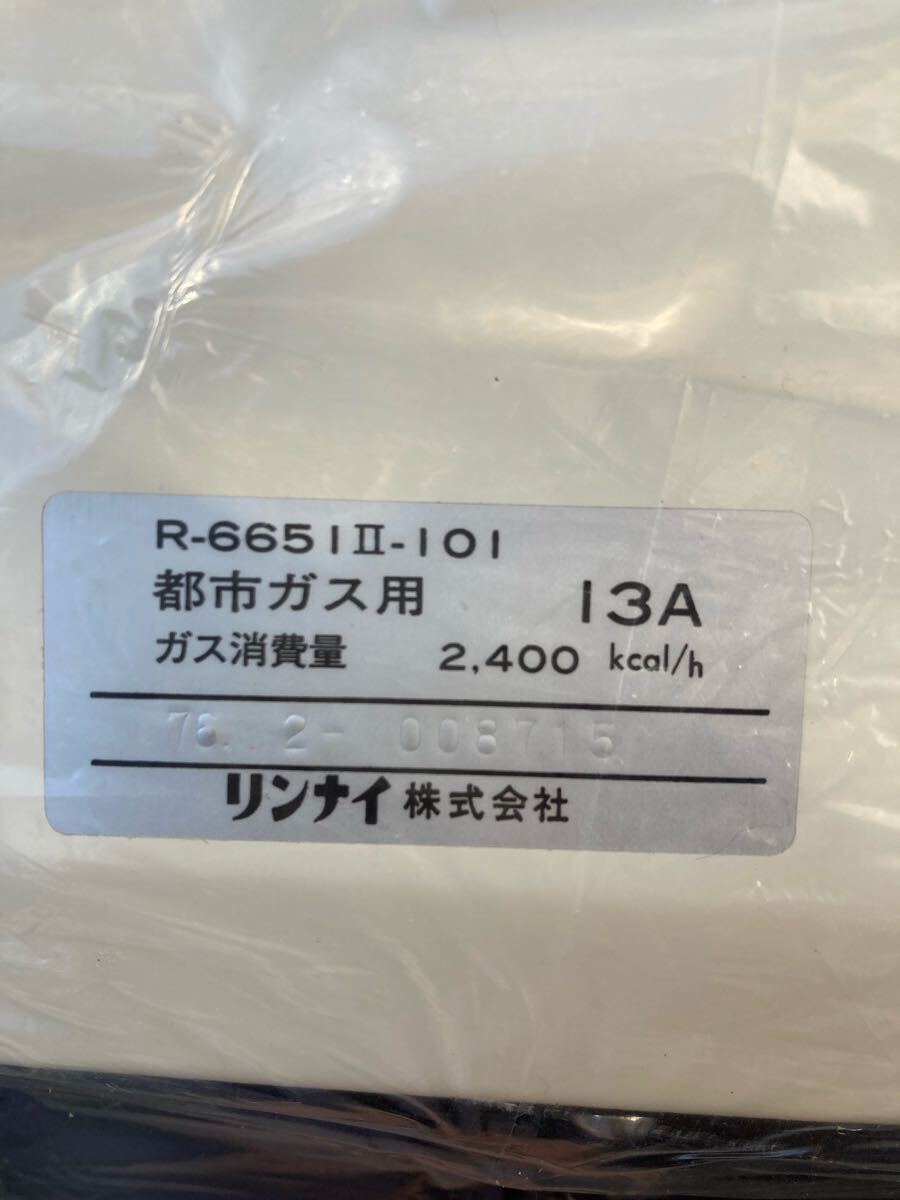 R-6651Ⅱ-101
都市ガス用 13A
ガス消費量 2,400 kcal/h
76. 2- 008715
リンナイ株式会社